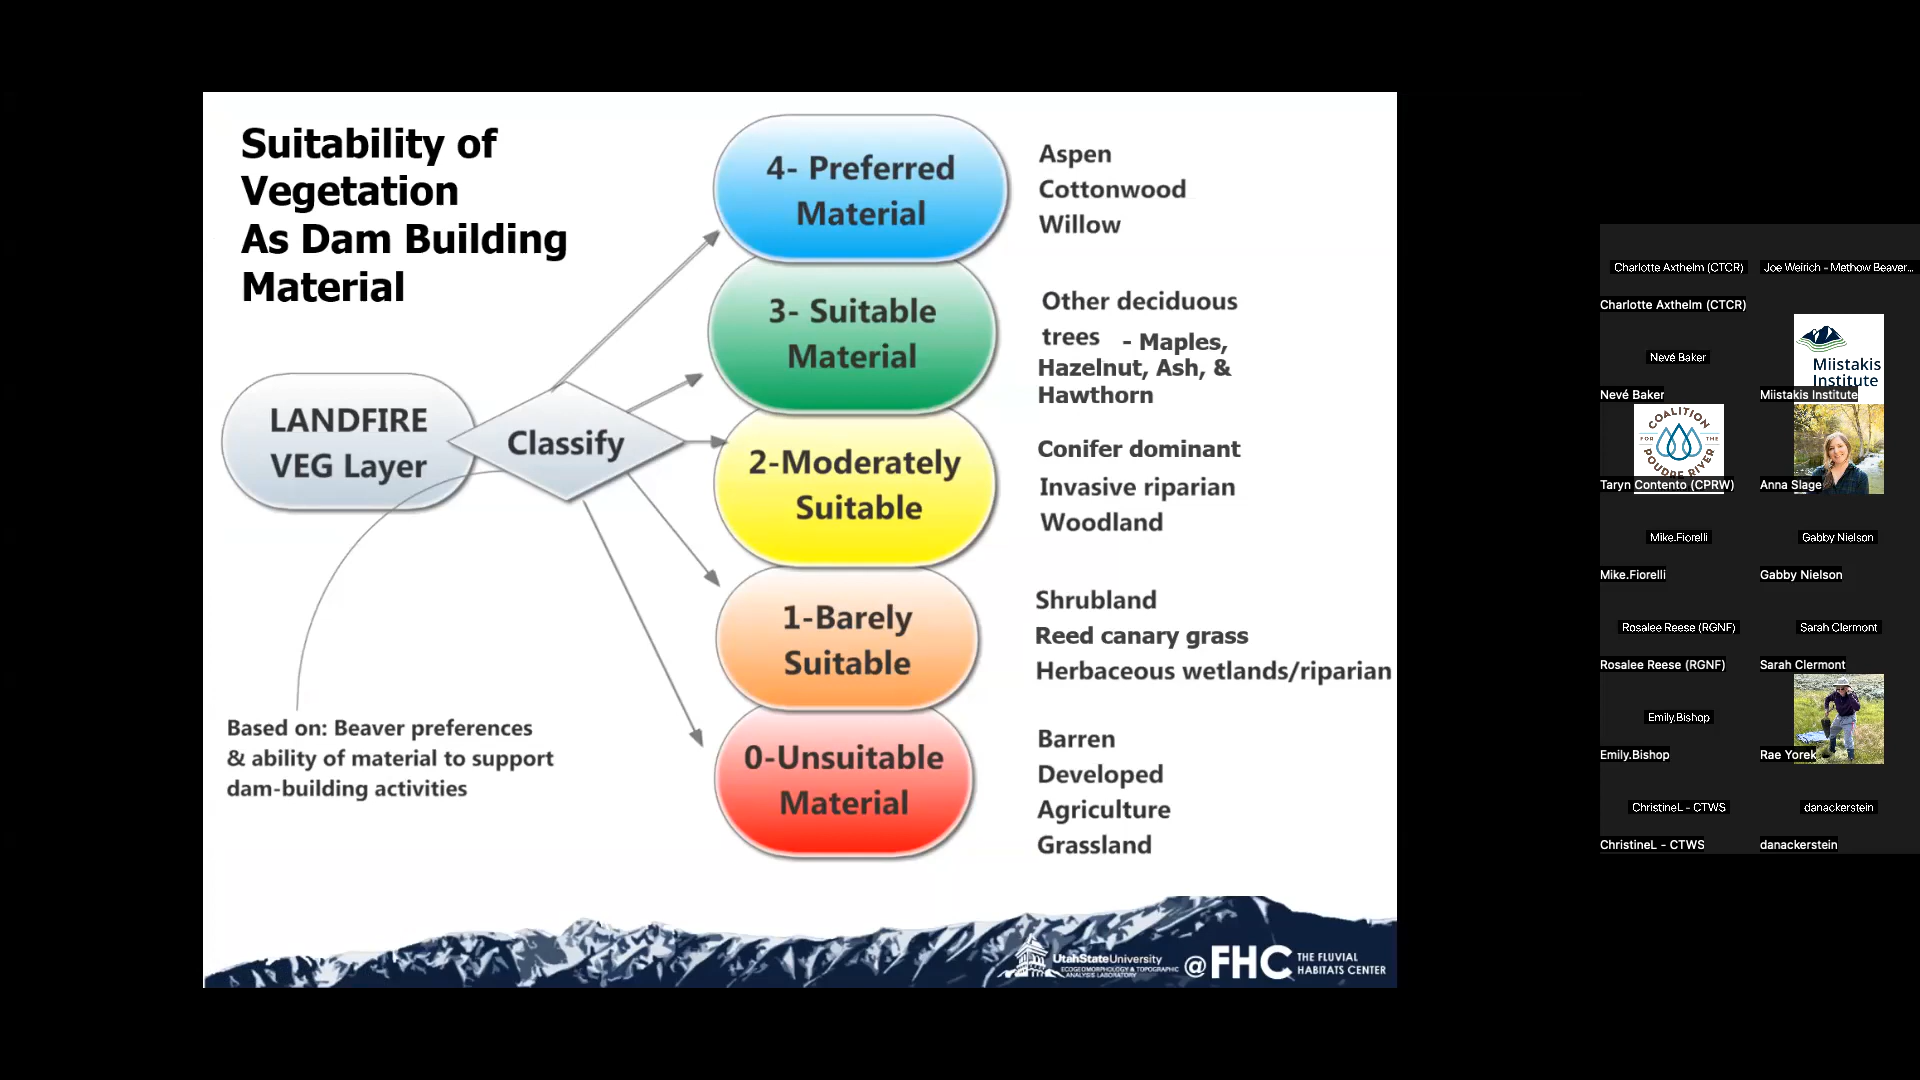 Suitability of
Vegetation
As Dam Building
Material
LANDFIRE
VEG Layer
Classify
Based on: Beaver preferences
& ability of material to support
dam-building activities
4- Preferred
Material
Aspen
Cottonwood
Willow
3- Suitable
Material
Other deciduous
trees - Maples,
Hazelnut, Ash, &
Hawthorn
2-Moderately
Suitable
Conifer dominant
Invasive riparian
Woodland
1-Barely
Suitable
Shrubland
Reed canary grass
Herbaceous wetlands/riparian
0-Unsuitable
Material
Barren
Developed
Agriculture
Grassland
UtahStateUniversity
ECOGEOMORPHOLOGY & TOPOGRAPHIC
ANALYSIS LABORATORY
@FHC THE FLUVIAL
HABITATS CENTER
Charlotte Axthelm (CTCR)
Charlotte Axthelm (CTCR)
Joe Weirich - Methow Beaver...
Nevé Baker
Nevé Baker
Miistakis
Institute
Miistakis Institute
COALITION
FOR THE
POUDRE RIVER
Taryn Contento (CPRW)
Anna Slage
Mike.Fiorelli
Mike.Fiorelli
Gabby Nielson
Gabby Nielson
Rosalee Reese (RGNF)
Rosalee Reese (RGNF)
Sarah Clermont
Sarah Clermont
Emily.Bishop
Emily.Bishop
Rae Yorek
ChristineL - CTWS
ChristineL - CTWS
danackerstein
danackerstein